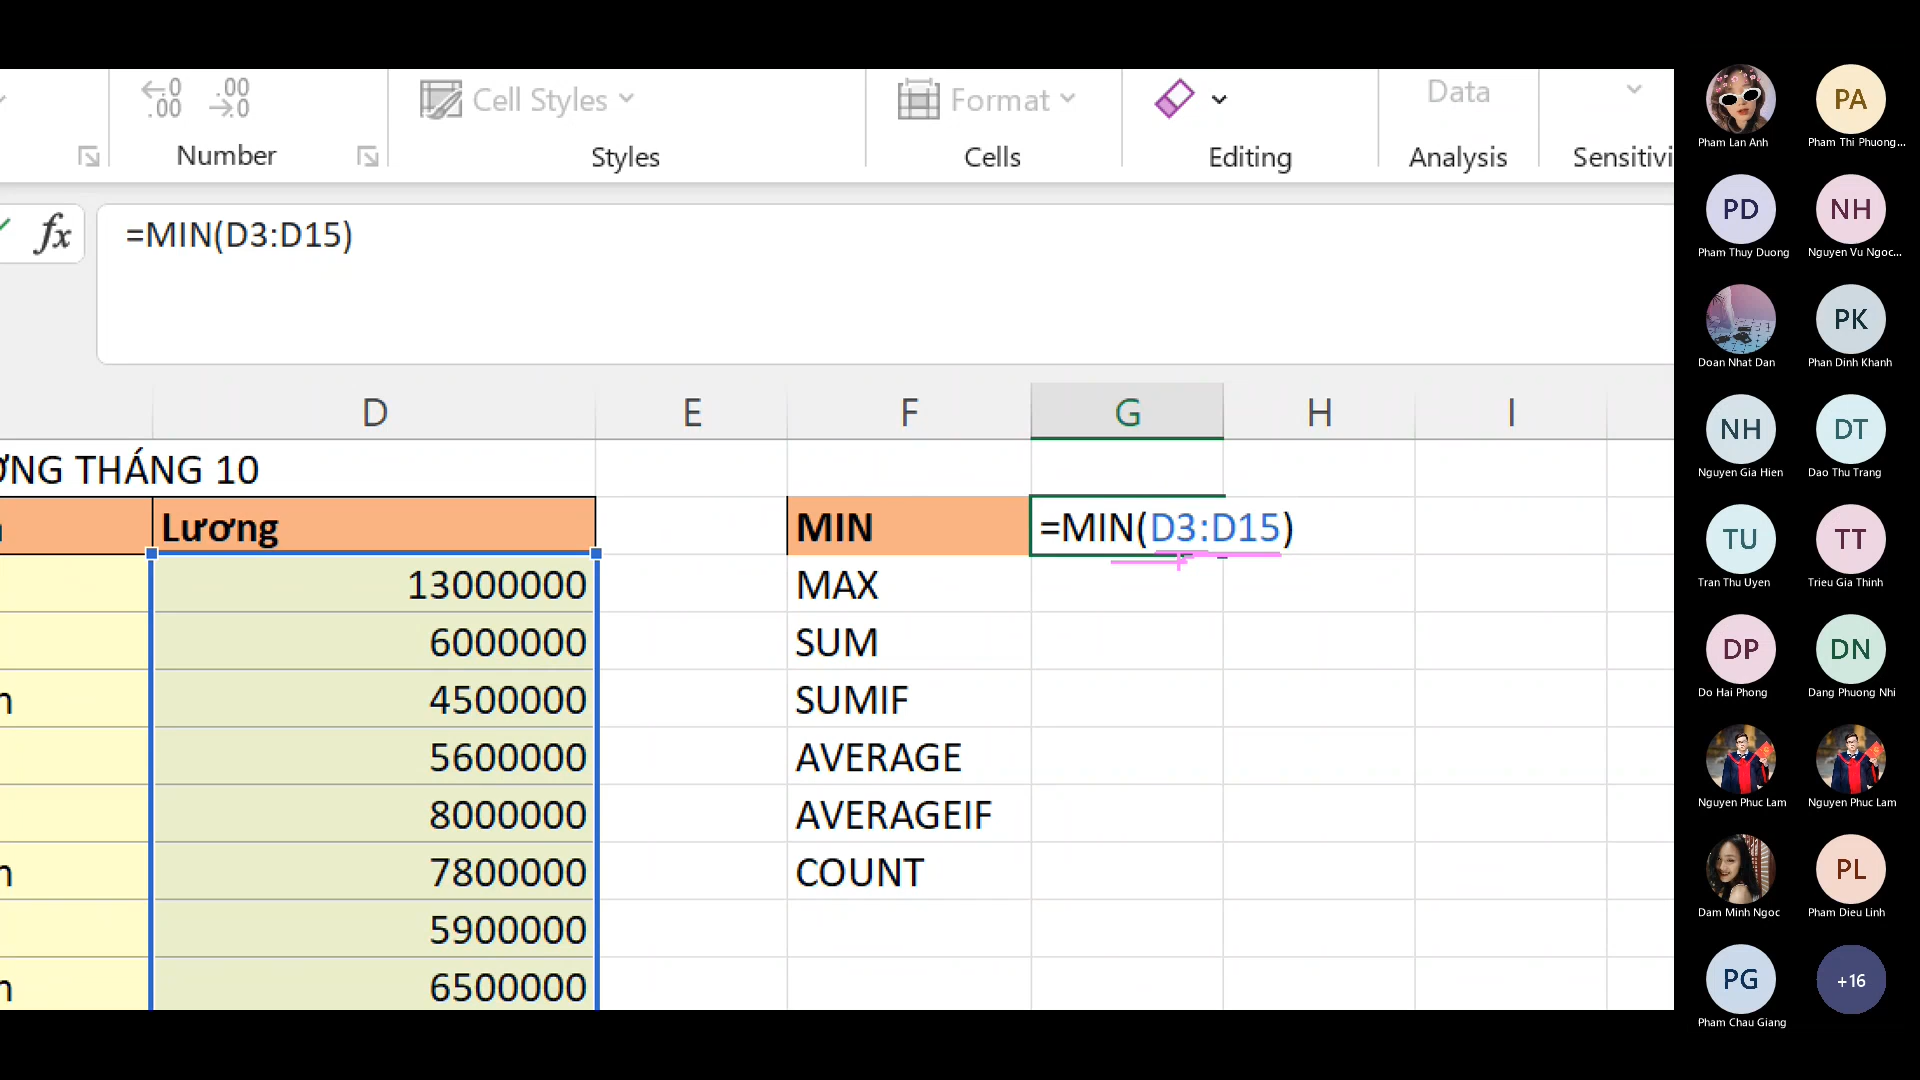 .00 .00
→.0
Cell Styles
Format
Data
Number
Styles
Cells
Editing
Analysis
Sensitivi
fx
=MIN(D3:D15)
D E F G H I
ƠNG THÁNG 10
Lương
MIN
=MIN(D3:D15)
13000000
MAX
6000000
SUM
4500000
SUMIF
5600000
AVERAGE
8000000
AVERAGEIF
7800000
COUNT
5900000
6500000
Pham Lan Anh
PA
Pham Thi Phuong...
PD
Pham Thuy Duong
NH
Nguyen Vu Ngoc...
Doan Nhat Dan
PK
Phan Dinh Khanh
NH
Nguyen Gia Hien
DT
Dao Thu Trang
TU
Tran Thu Uyen
TT
Trieu Gia Thinh
DP
Do Hai Phong
DN
Dang Phuong Nhi
Nguyen Phuc Lam
Nguyen Phuc Lam
Dam Minh Ngoc
PL
Pham Dieu Linh
PG
Pham Chau Giang
+16